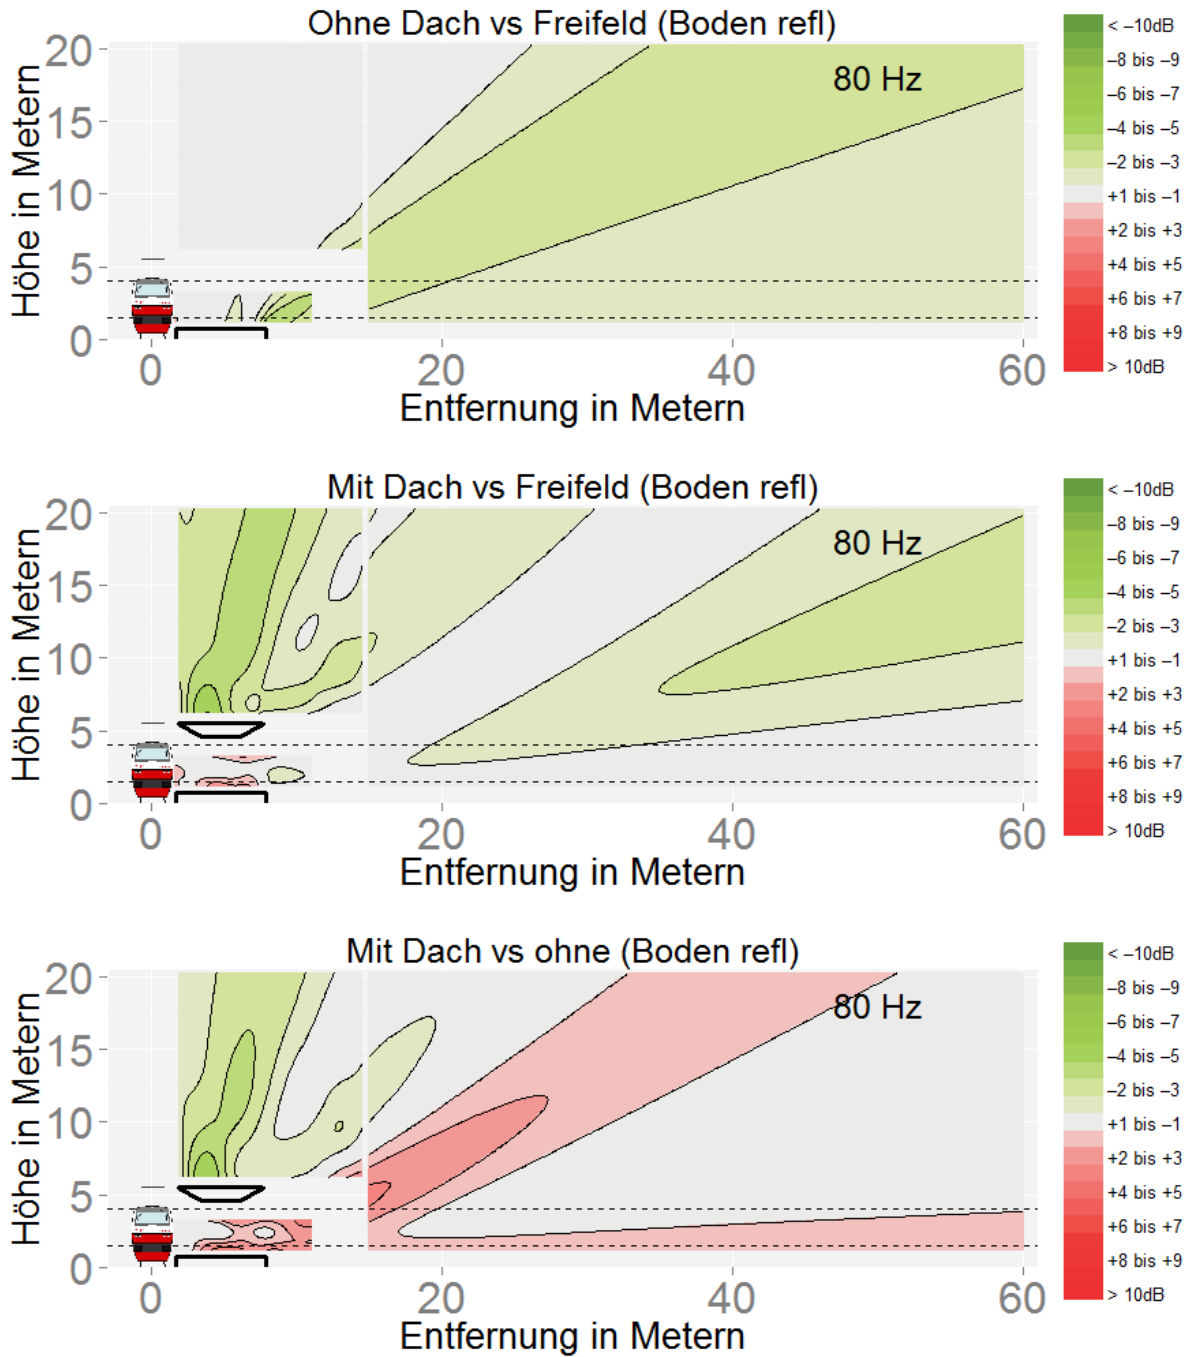 Ohne Dach vs Freifeld (Boden refl)
80 Hz
Höhe in Metern
20
15
10
5
0
0 20 40 60
Entfernung in Metern
< –10dB
–8 bis –9
–6 bis –7
–4 bis –5
–2 bis –3
+1 bis –1
+2 bis +3
+4 bis +5
+6 bis +7
+8 bis +9
> 10dB
Mit Dach vs Freifeld (Boden refl)
80 Hz
Höhe in Metern
20
15
10
5
0
0 20 40 60
Entfernung in Metern
< –10dB
–8 bis –9
–6 bis –7
–4 bis –5
–2 bis –3
+1 bis –1
+2 bis +3
+4 bis +5
+6 bis +7
+8 bis +9
> 10dB
Mit Dach vs ohne (Boden refl)
80 Hz
Höhe in Metern
20
15
10
5
0
0 20 40 60
Entfernung in Metern
< –10dB
–8 bis –9
–6 bis –7
–4 bis –5
–2 bis –3
+1 bis –1
+2 bis +3
+4 bis +5
+6 bis +7
+8 bis +9
> 10dB